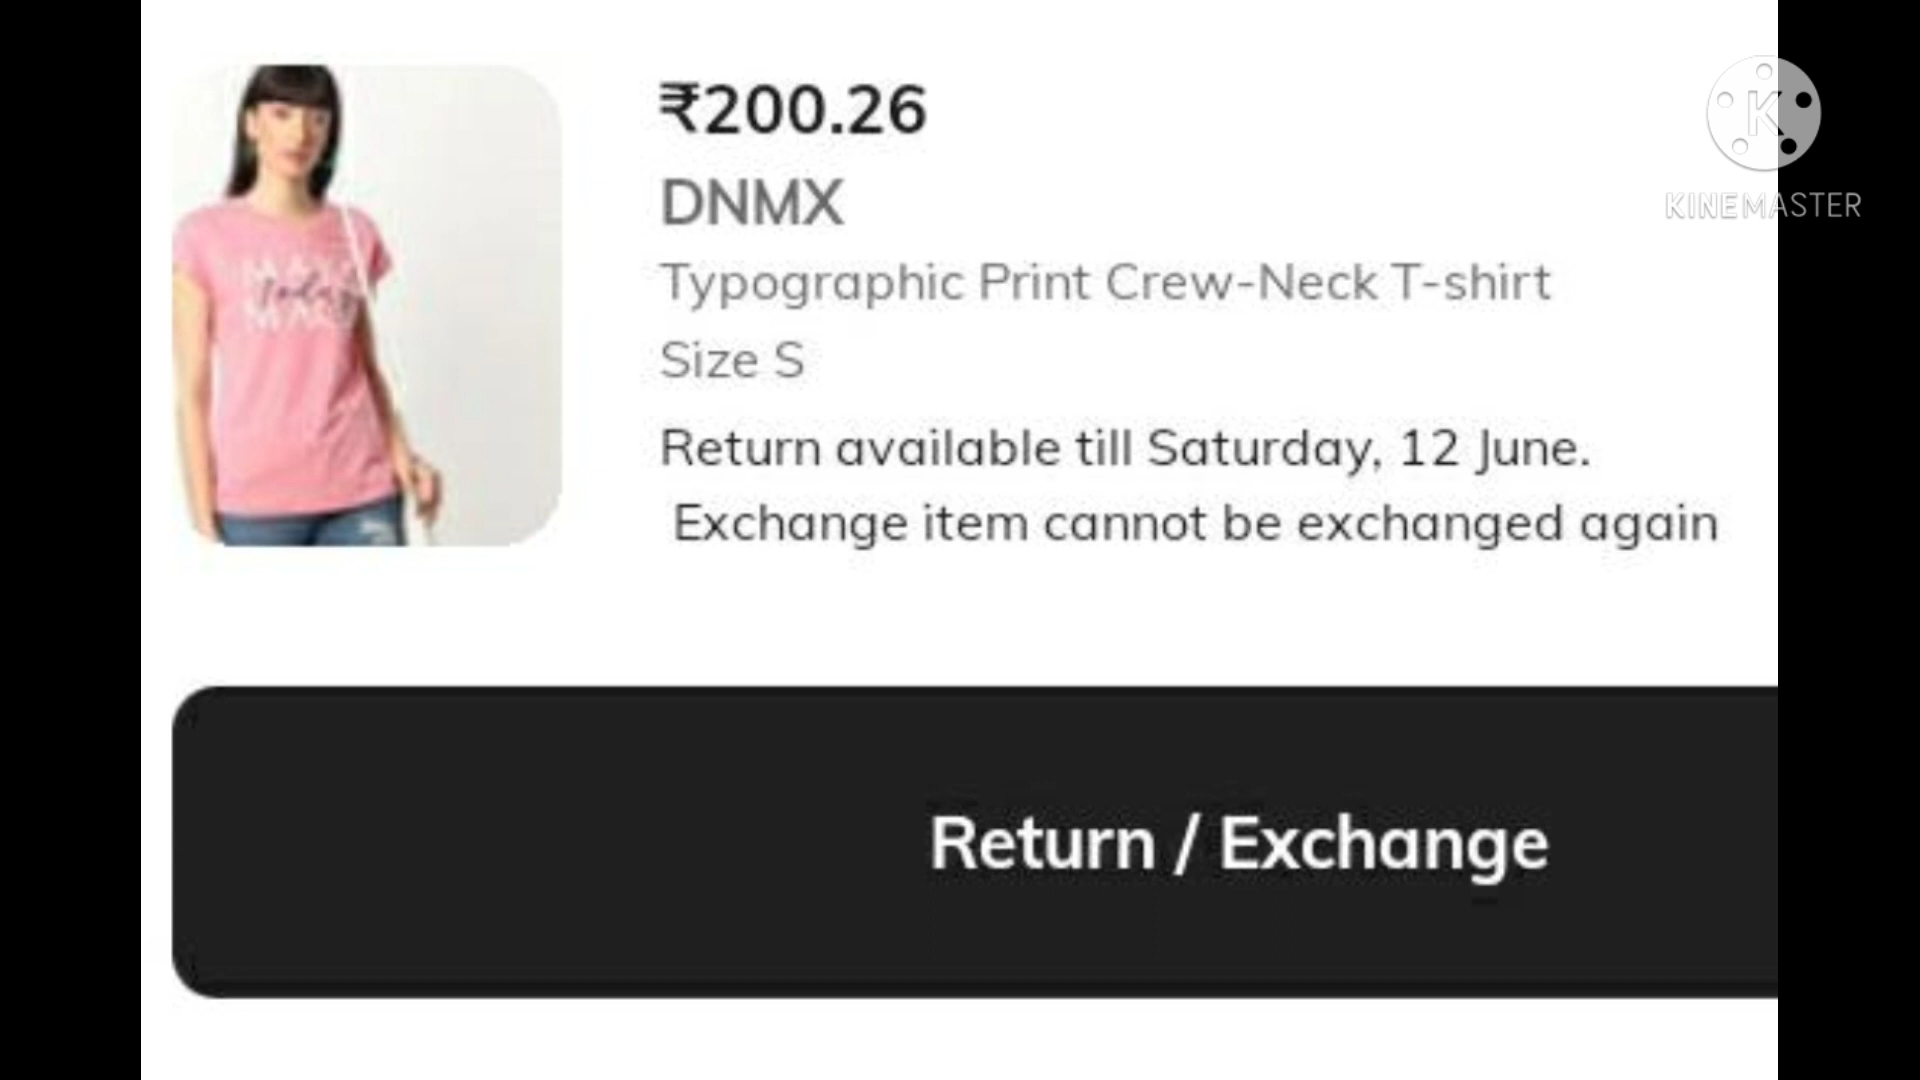 ₹200.26
DNMX
Typographic Print Crew-Neck T-shirt
Size S
Return available till Saturday, 12 June.
Exchange item cannot be exchanged again
Return / Exchange
today
K
KINEMASTER